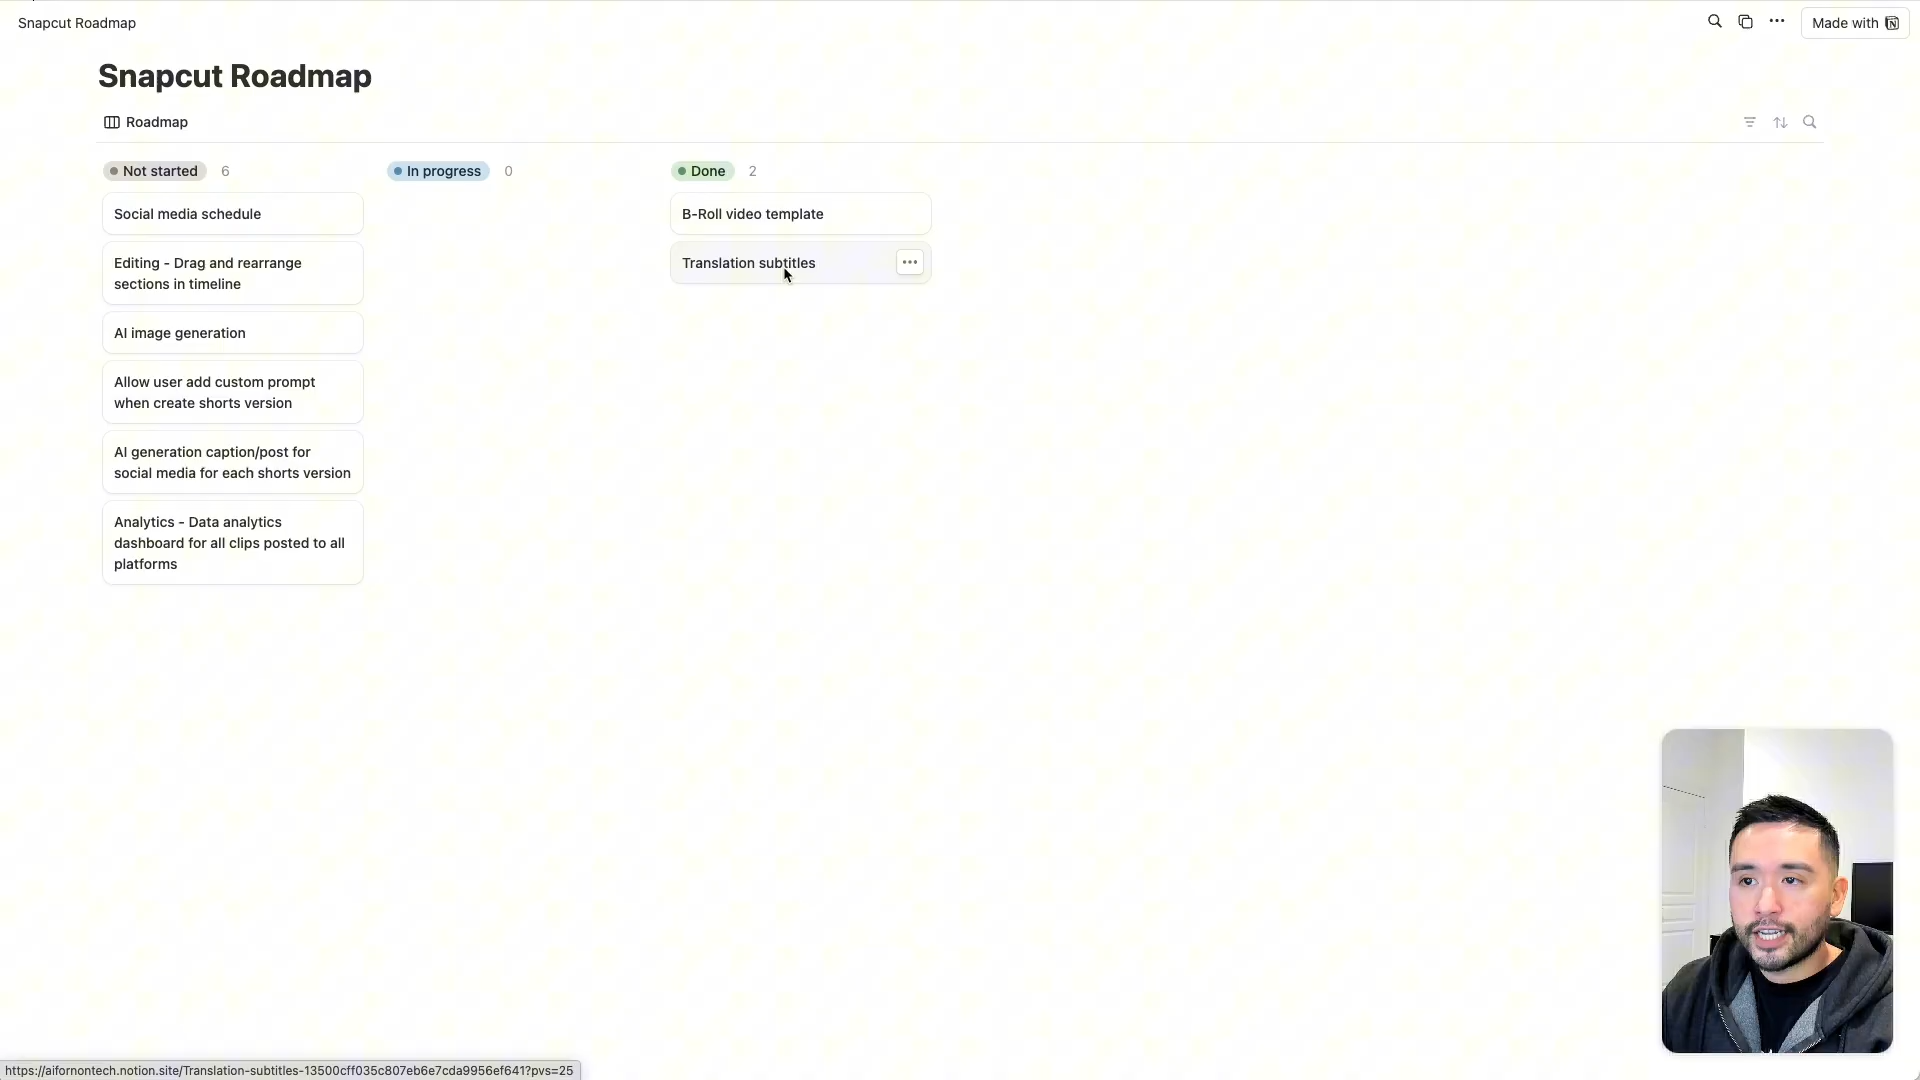 Snapcut Roadmap
Made with
Snapcut Roadmap
Roadmap
Not started 6
Social media schedule
Editing - Drag and rearrange
sections in timeline
AI image generation
Allow user add custom prompt
when create shorts version
AI generation caption/post for
social media for each shorts version
Analytics - Data analytics
dashboard for all clips posted to all
platforms
In progress 0
Done 2
B-Roll video template
Translation subtitles
https://aifornontech.notion.site/Translation-subtitles-13500cff035c807eb6e7cda9956ef641?pvs=25